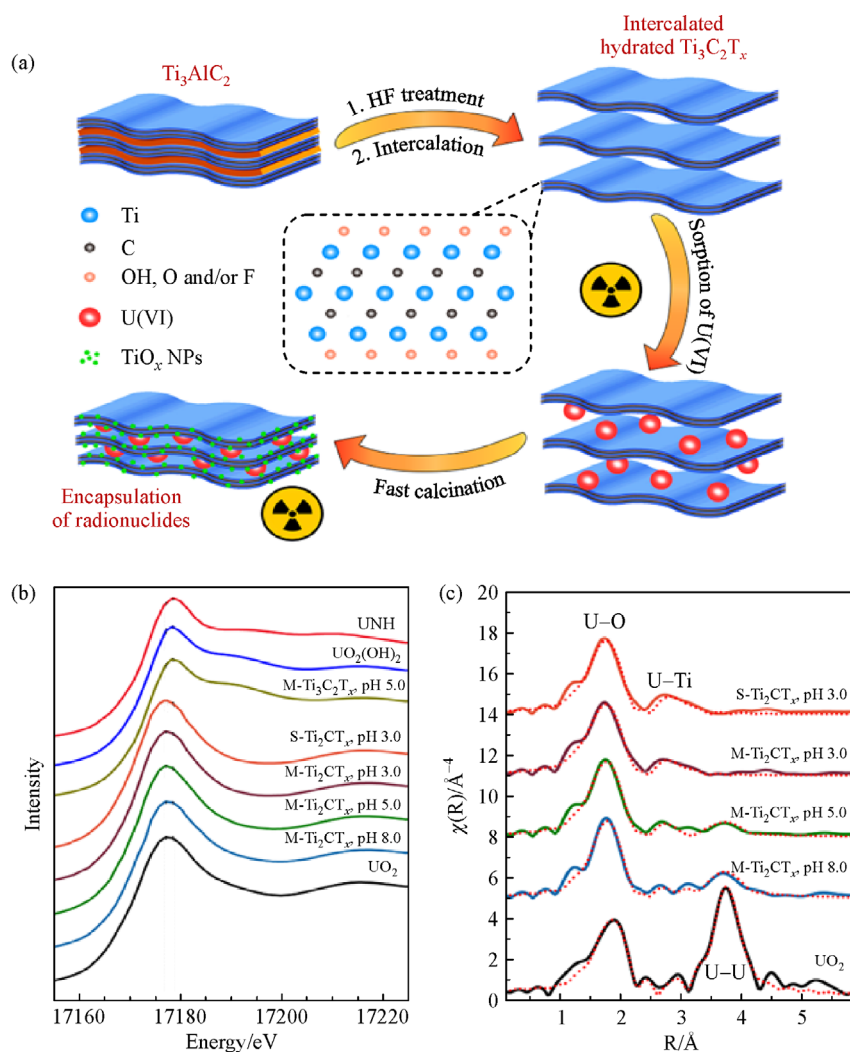 (a)
Ti₃AlC₂
1. HF treatment
2. Intercalation
Intercalated
hydrated Ti₃C₂Tₓ
Ti
C
OH, O and/or F
U(VI)
TiOₓ NPs
Sorption of U(VI)
Fast calcination
Encapsulation
of radionuclides
(b)
UNH
UO₂(OH)₂
M-Ti₃C₂Tₓ, pH 5.0
S-Ti₂CTₓ, pH 3.0
M-Ti₂CTₓ, pH 3.0
M-Ti₂CTₓ, pH 5.0
M-Ti₂CTₓ, pH 8.0
UO₂
Intensity
17160 17180 17200 17220
Energy/eV
(c)
20
18
16
14
12
10
8
6
4
2
0
χ(R)/Å⁻⁴
U–O
U–Ti
S-Ti₂CTₓ, pH 3.0
M-Ti₂CTₓ, pH 3.0
M-Ti₂CTₓ, pH 5.0
M-Ti₂CTₓ, pH 8.0
U–U
UO₂
1 2 3 4 5
R/Å